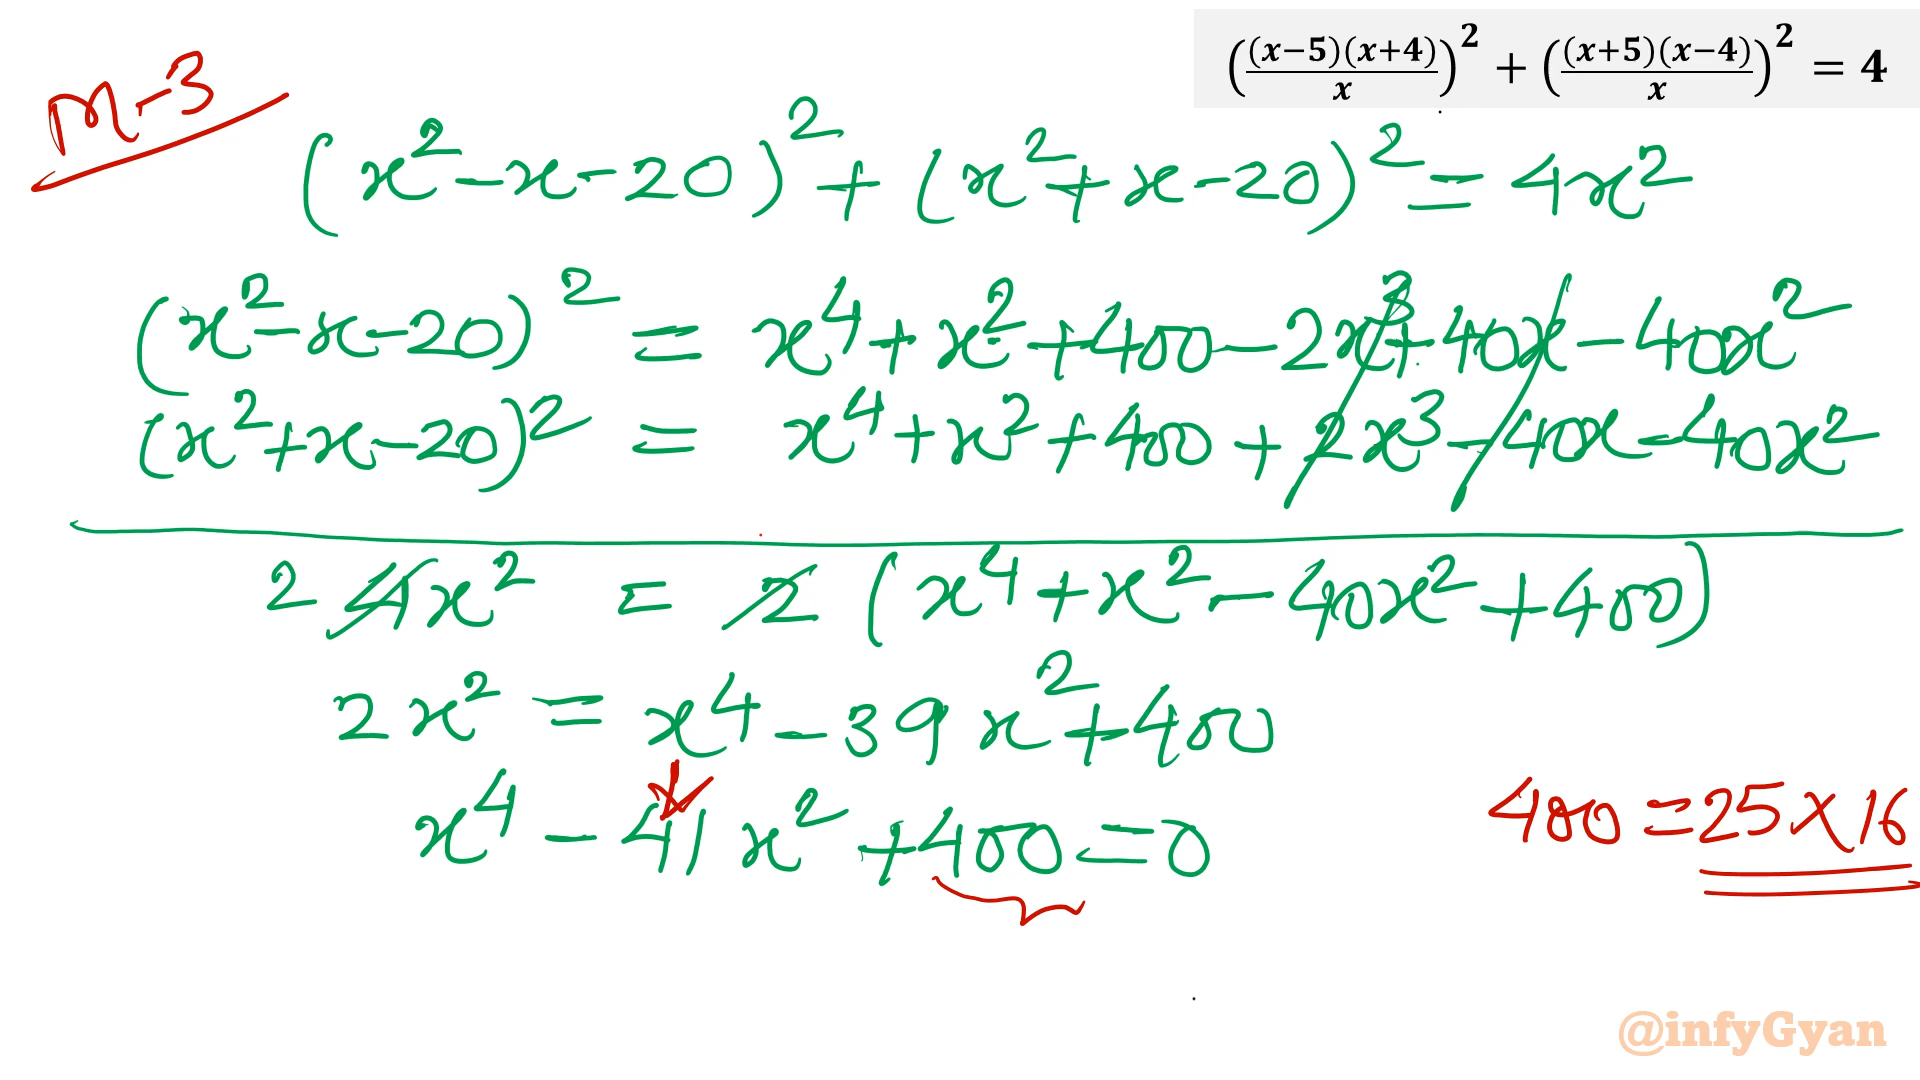 M-3
((x−5)(x+4)/x)² + ((x+5)(x−4)/x)² = 4
(x²-x-20)²+(x²+x-20)²=4x²
(x²-x-20)² = x⁴+x²+400-2x³+40x-40x²
(x²+x-20)² = x⁴+x²+400+2x³-40x-40x²
2 4x² = 2(x⁴+x²-40x²+400)
2x² = x⁴-39x²+400
x⁴-41x²+400=0
400=25×16
@infyGyan